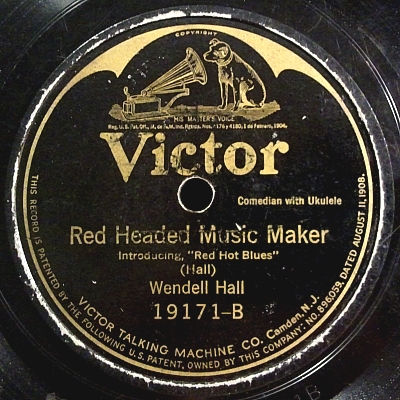 COPYRIGHT
HIS MASTER'S VOICE
Victor
Comedian with Ukulele
Red Headed Music Maker
Introducing, "Red Hot Blues"
(Hall)
Wendell Hall
19171-B
THIS RECORD IS PATENTED BY THE FOLLOWING U.S. PATENT, OWNED BY THIS COMPANY: No. 896059, DATED AUGUST 11, 1908.
VICTOR TALKING MACHINE CO. Camden, N.J.